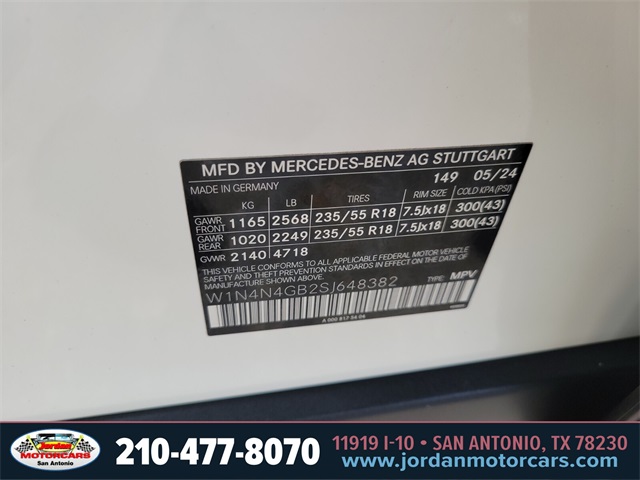 MFD BY MERCEDES-BENZ AG STUTTGART
MADE IN GERMANY 149 05/24
KG LB TIRES RIM SIZE COLD KPA(PSI)
GAWR FRONT 1165 2568 235/55 R18 7.5Jx18 300(43)
GAWR REAR 1020 2249 235/55 R18 7.5Jx18 300(43)
GVWR 2140 4718
THIS VEHICLE CONFORMS TO ALL APPLICABLE FEDERAL MOTOR VEHICLE
SAFETY AND THEFT PREVENTION STANDARDS IN EFFECT ON THE DATE OF
MANUFACTURE SHOWN ABOVE.
W1N4N4GB2SJ648382 TYPE: MPV
Jordan
MOTORCARS
San Antonio
210-477-8070
11919 I-10 • SAN ANTONIO, TX 78230
www.jordanmotorcars.com